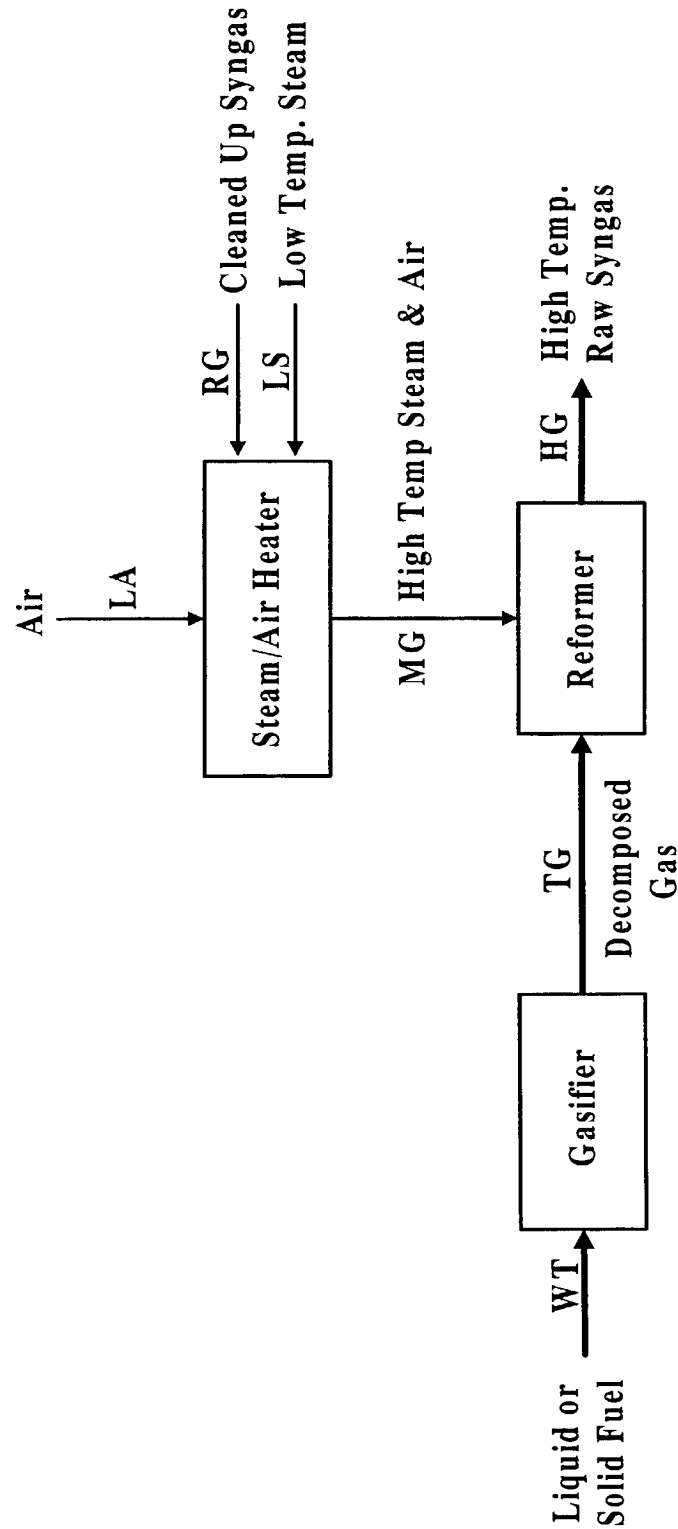 Air
LA
RG
Cleaned Up Syngas
LS
Low Temp. Steam
Steam/Air Heater
MG
High Temp Steam & Air
Liquid or
Solid Fuel
WT
Gasifier
TG
Decomposed
Gas
Reformer
HG
High Temp.
Raw Syngas